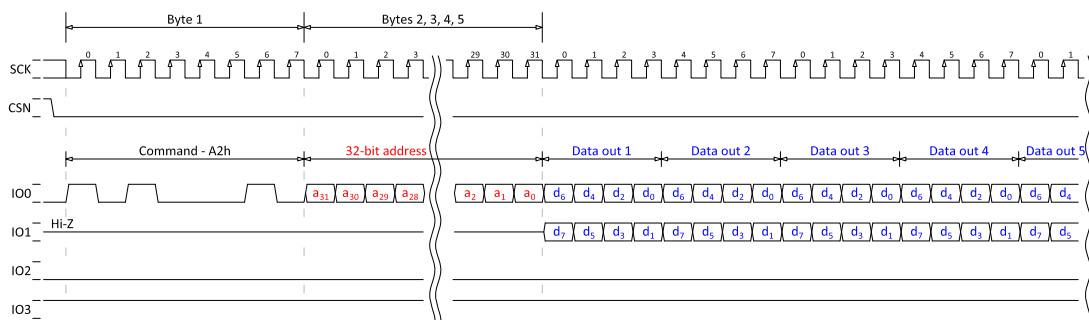 Byte 1 Bytes 2, 3, 4, 5
0 1 2 3 4 5 6 7 0 1 2 3 29 30 31 0 1 2 3 4 5 6 7 0 1 2 3 4 5 6 7 0 1
SCK
CSN
Command - A2h 32-bit address Data out 1 Data out 2 Data out 3 Data out 4 Data out 5
IO0 a31 a30 a29 a28 a2 a1 a0 d6 d4 d2 d0 d6 d4 d2 d0 d6 d4 d2 d0 d6 d4 d2 d0 d6 d4
Hi-Z
IO1 d7 d5 d3 d1 d7 d5 d3 d1 d7 d5 d3 d1 d7 d5 d3 d1 d7 d5
IO2
IO3